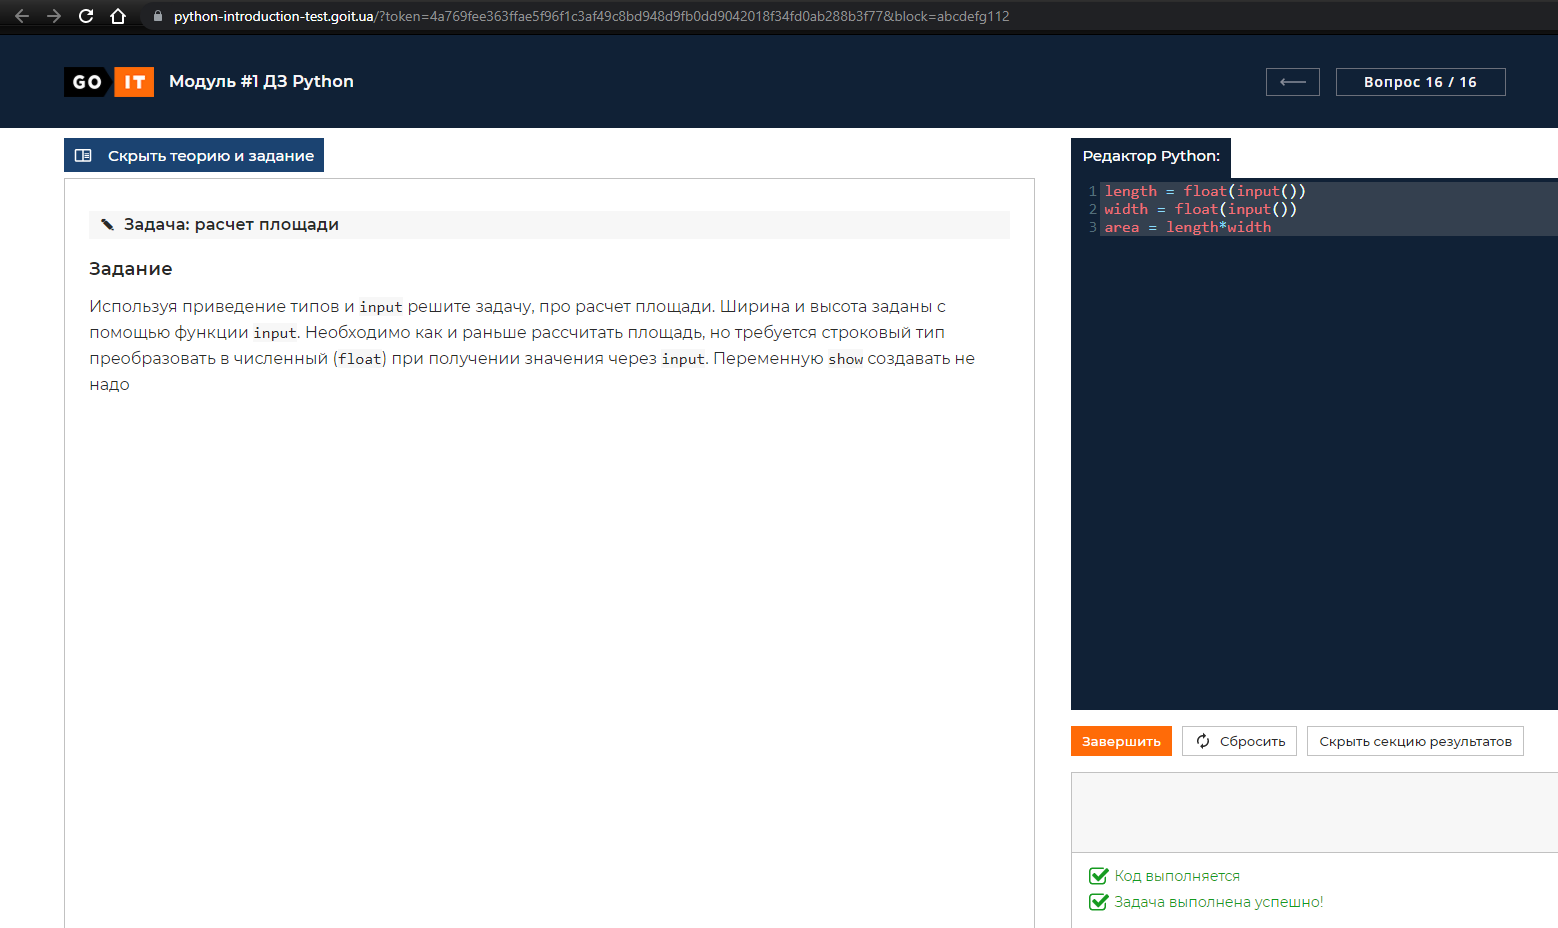 python-introduction-test.goit.ua/?token=4a769fee363ffae5f96f1c3af49c8bd948d9fb0dd9042018f34fd0ab288b3f77&block=abcdefg112
GO IT Модуль #1 ДЗ Python
Вопрос 16 / 16
Скрыть теорию и задание
Задача: расчет площади
Задание
Используя приведение типов и input решите задачу, про расчет площади. Ширина и высота заданы с
помощью функции input. Необходимо как и раньше рассчитать площадь, но требуется строковый тип
преобразовать в численный (float) при получении значения через input. Переменную show создавать не
надо
Редактор Python:
1 length = float(input())
2 width = float(input())
3 area = length*width
Завершить
Сбросить
Скрыть секцию результатов
Код выполняется
Задача выполнена успешно!